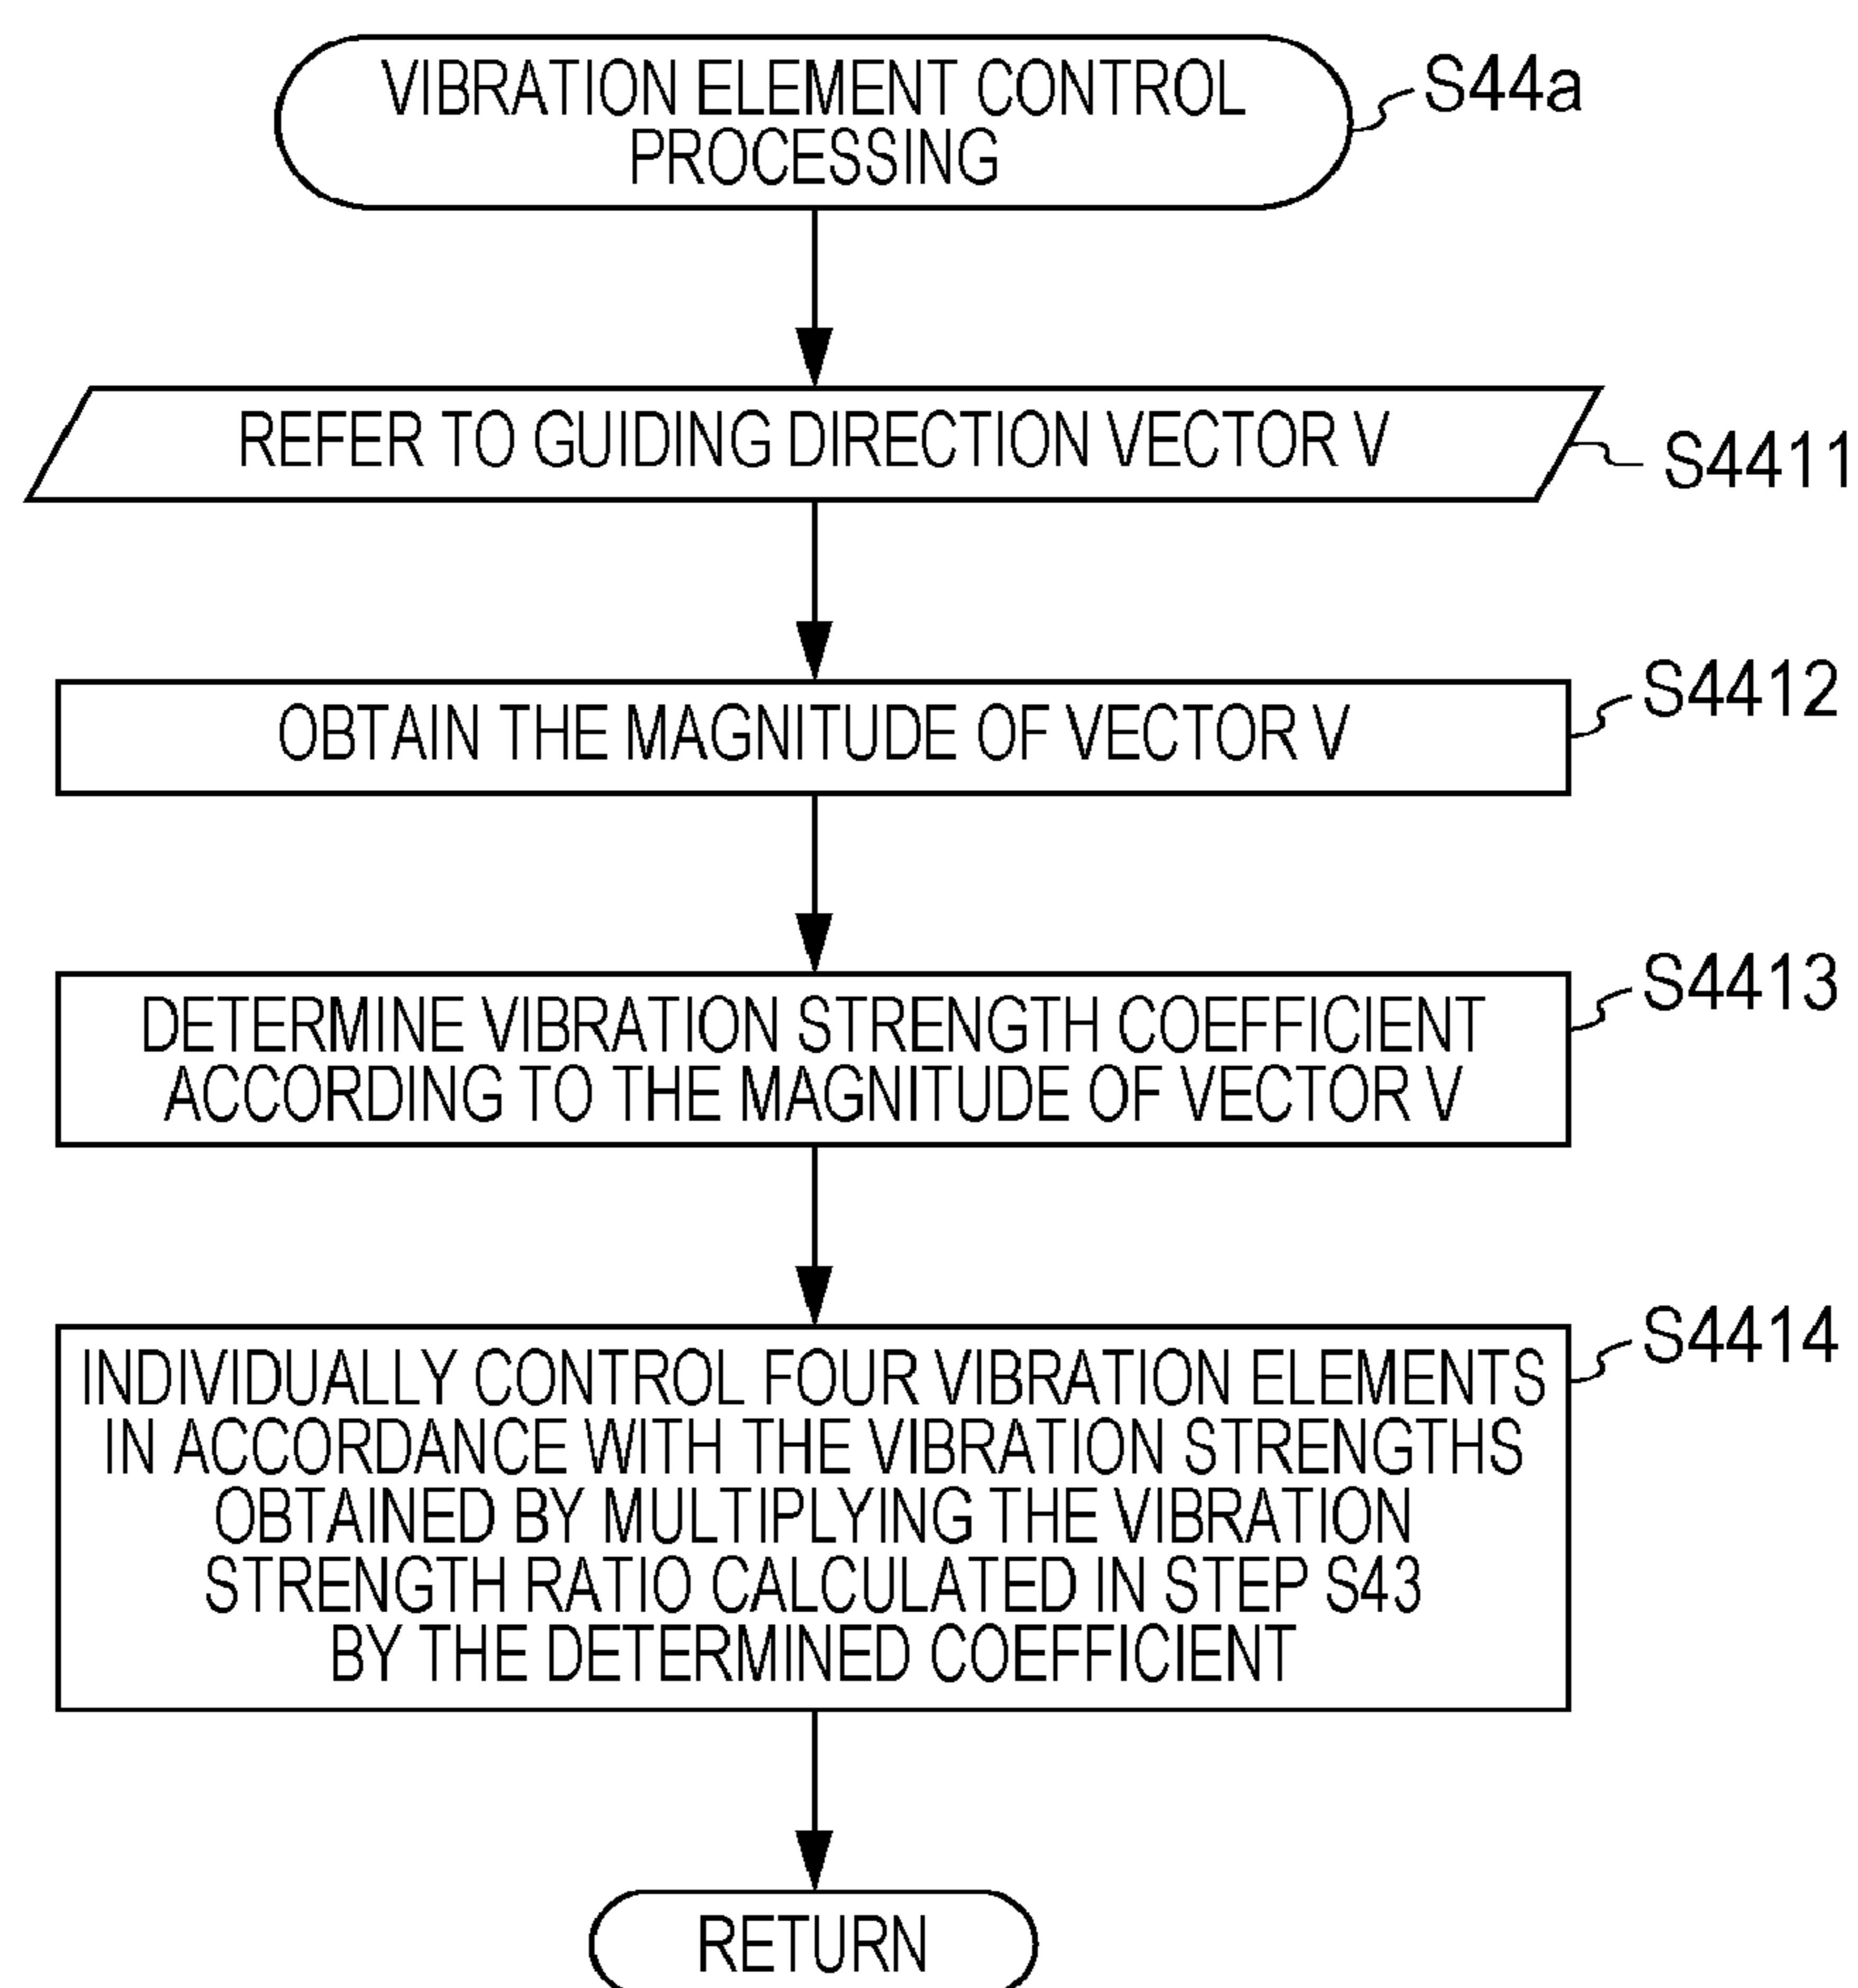 VIBRATION ELEMENT CONTROL
PROCESSING
S44a
REFER TO GUIDING DIRECTION VECTOR V
S4411
OBTAIN THE MAGNITUDE OF VECTOR V
S4412
DETERMINE VIBRATION STRENGTH COEFFICIENT
ACCORDING TO THE MAGNITUDE OF VECTOR V
S4413
INDIVIDUALLY CONTROL FOUR VIBRATION ELEMENTS
IN ACCORDANCE WITH THE VIBRATION STRENGTHS
OBTAINED BY MULTIPLYING THE VIBRATION
STRENGTH RATIO CALCULATED IN STEP S43
BY THE DETERMINED COEFFICIENT
S4414
RETURN